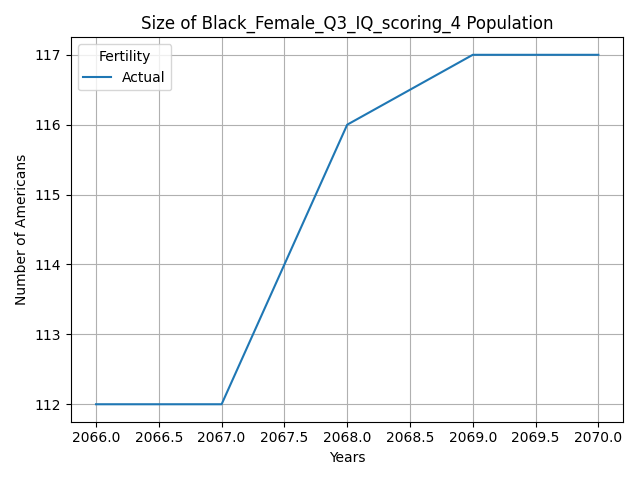 Size of Black_Female_Q3_IQ_scoring_4 Population
Fertility
Actual
117
116
115
114
113
112
Number of Americans
2066.0 2066.5 2067.0 2067.5 2068.0 2068.5 2069.0 2069.5 2070.0
Years